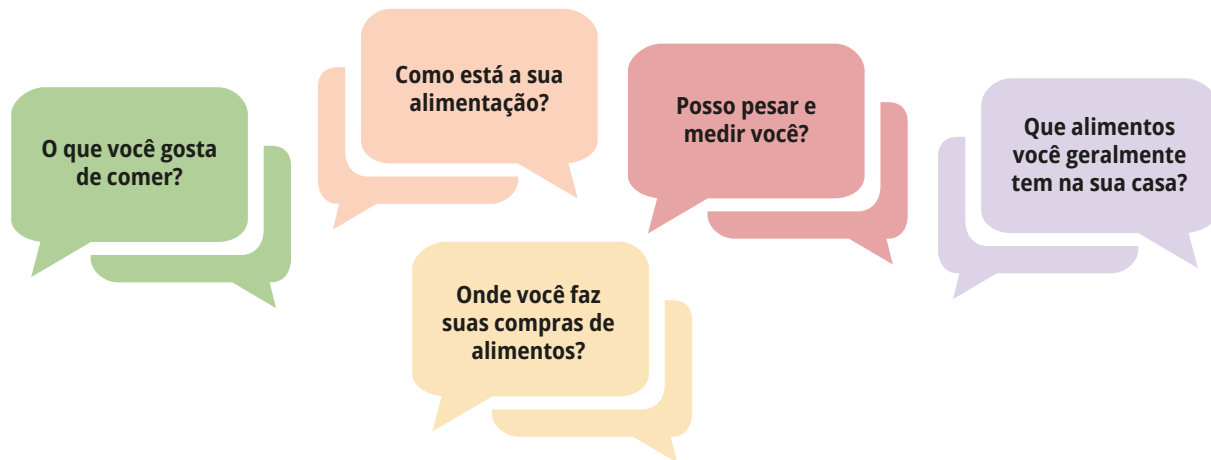 O que você gosta
de comer?
Como está a sua
alimentação?
Posso pesar e
medir você?
Que alimentos
você geralmente
tem na sua casa?
Onde você faz
suas compras de
alimentos?